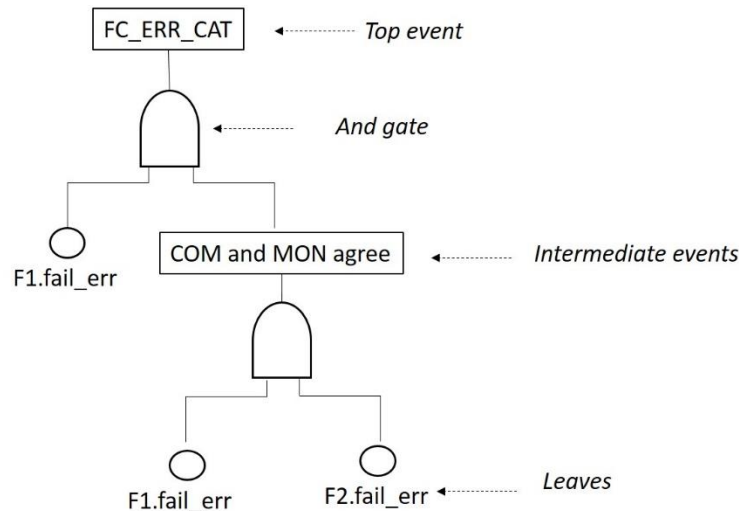 FC_ERR_CAT
Top event
And gate
F1.fail_err
COM and MON agree
Intermediate events
F1.fail_err
F2.fail_err
Leaves